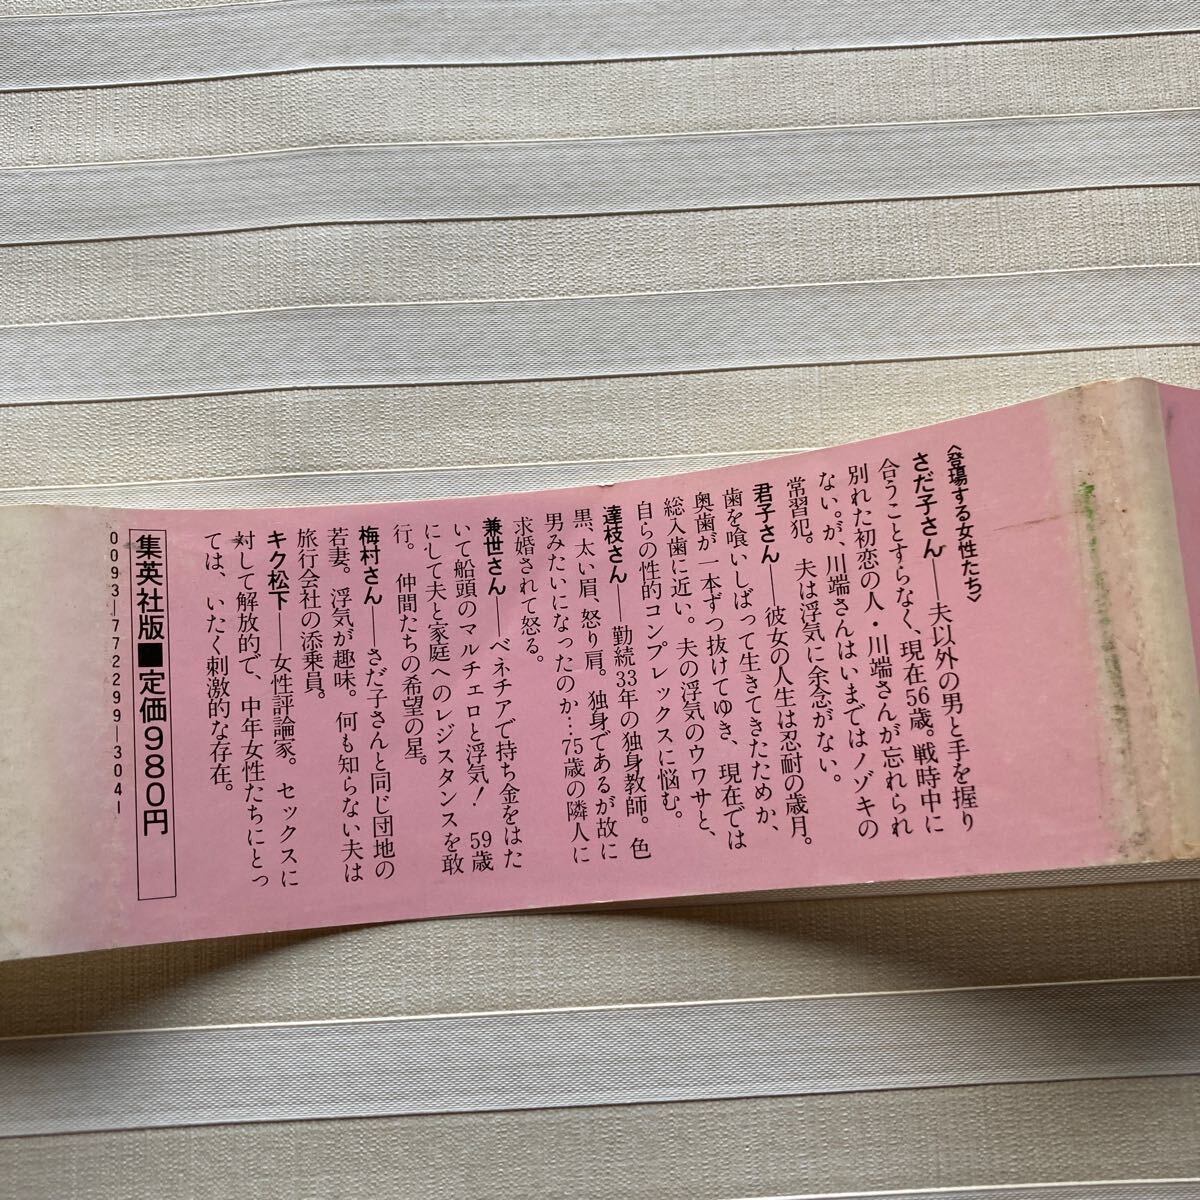 〈登場する女性たち〉
さだ子さん――夫以外の男と手を握り
合うことすらなく、現在56歳。戦時中に
別れた初恋の人・川端さんが忘れられ
ない。が、川端さんはいまではノゾキの
常習犯。夫は浮気に余念がない。
君子さん――彼女の人生は忍耐の歳月。
歯を喰いしばって生きてきたためか、
奥歯が一本ずつ抜けてゆき、現在では
総入歯に近い。夫の浮気のウワサと、
自らの性的コンプレックスに悩む。
達枝さん――勤続33年の独身教師。色
黒、太い眉、怒り肩。独身であるが故に
男みたいになったのか…75歳の隣人に
求婚されて怒る。
兼世さん――ベネチアで持ち金をはた
いて船頭のマルチェロと浮気！59歳
にして夫と家庭へのレジスタンスを敢
行。仲間たちの希望の星。
梅村さん――さだ子さんと同じ団地の
若妻。浮気が趣味。何も知らない夫は
旅行会社の添乗員。
キク松下――女性評論家。セックスに
対して解放的で、中年女性たちにとっ
ては、いたく刺激的な存在。
集英社版■定価980円
0093―772299―3041